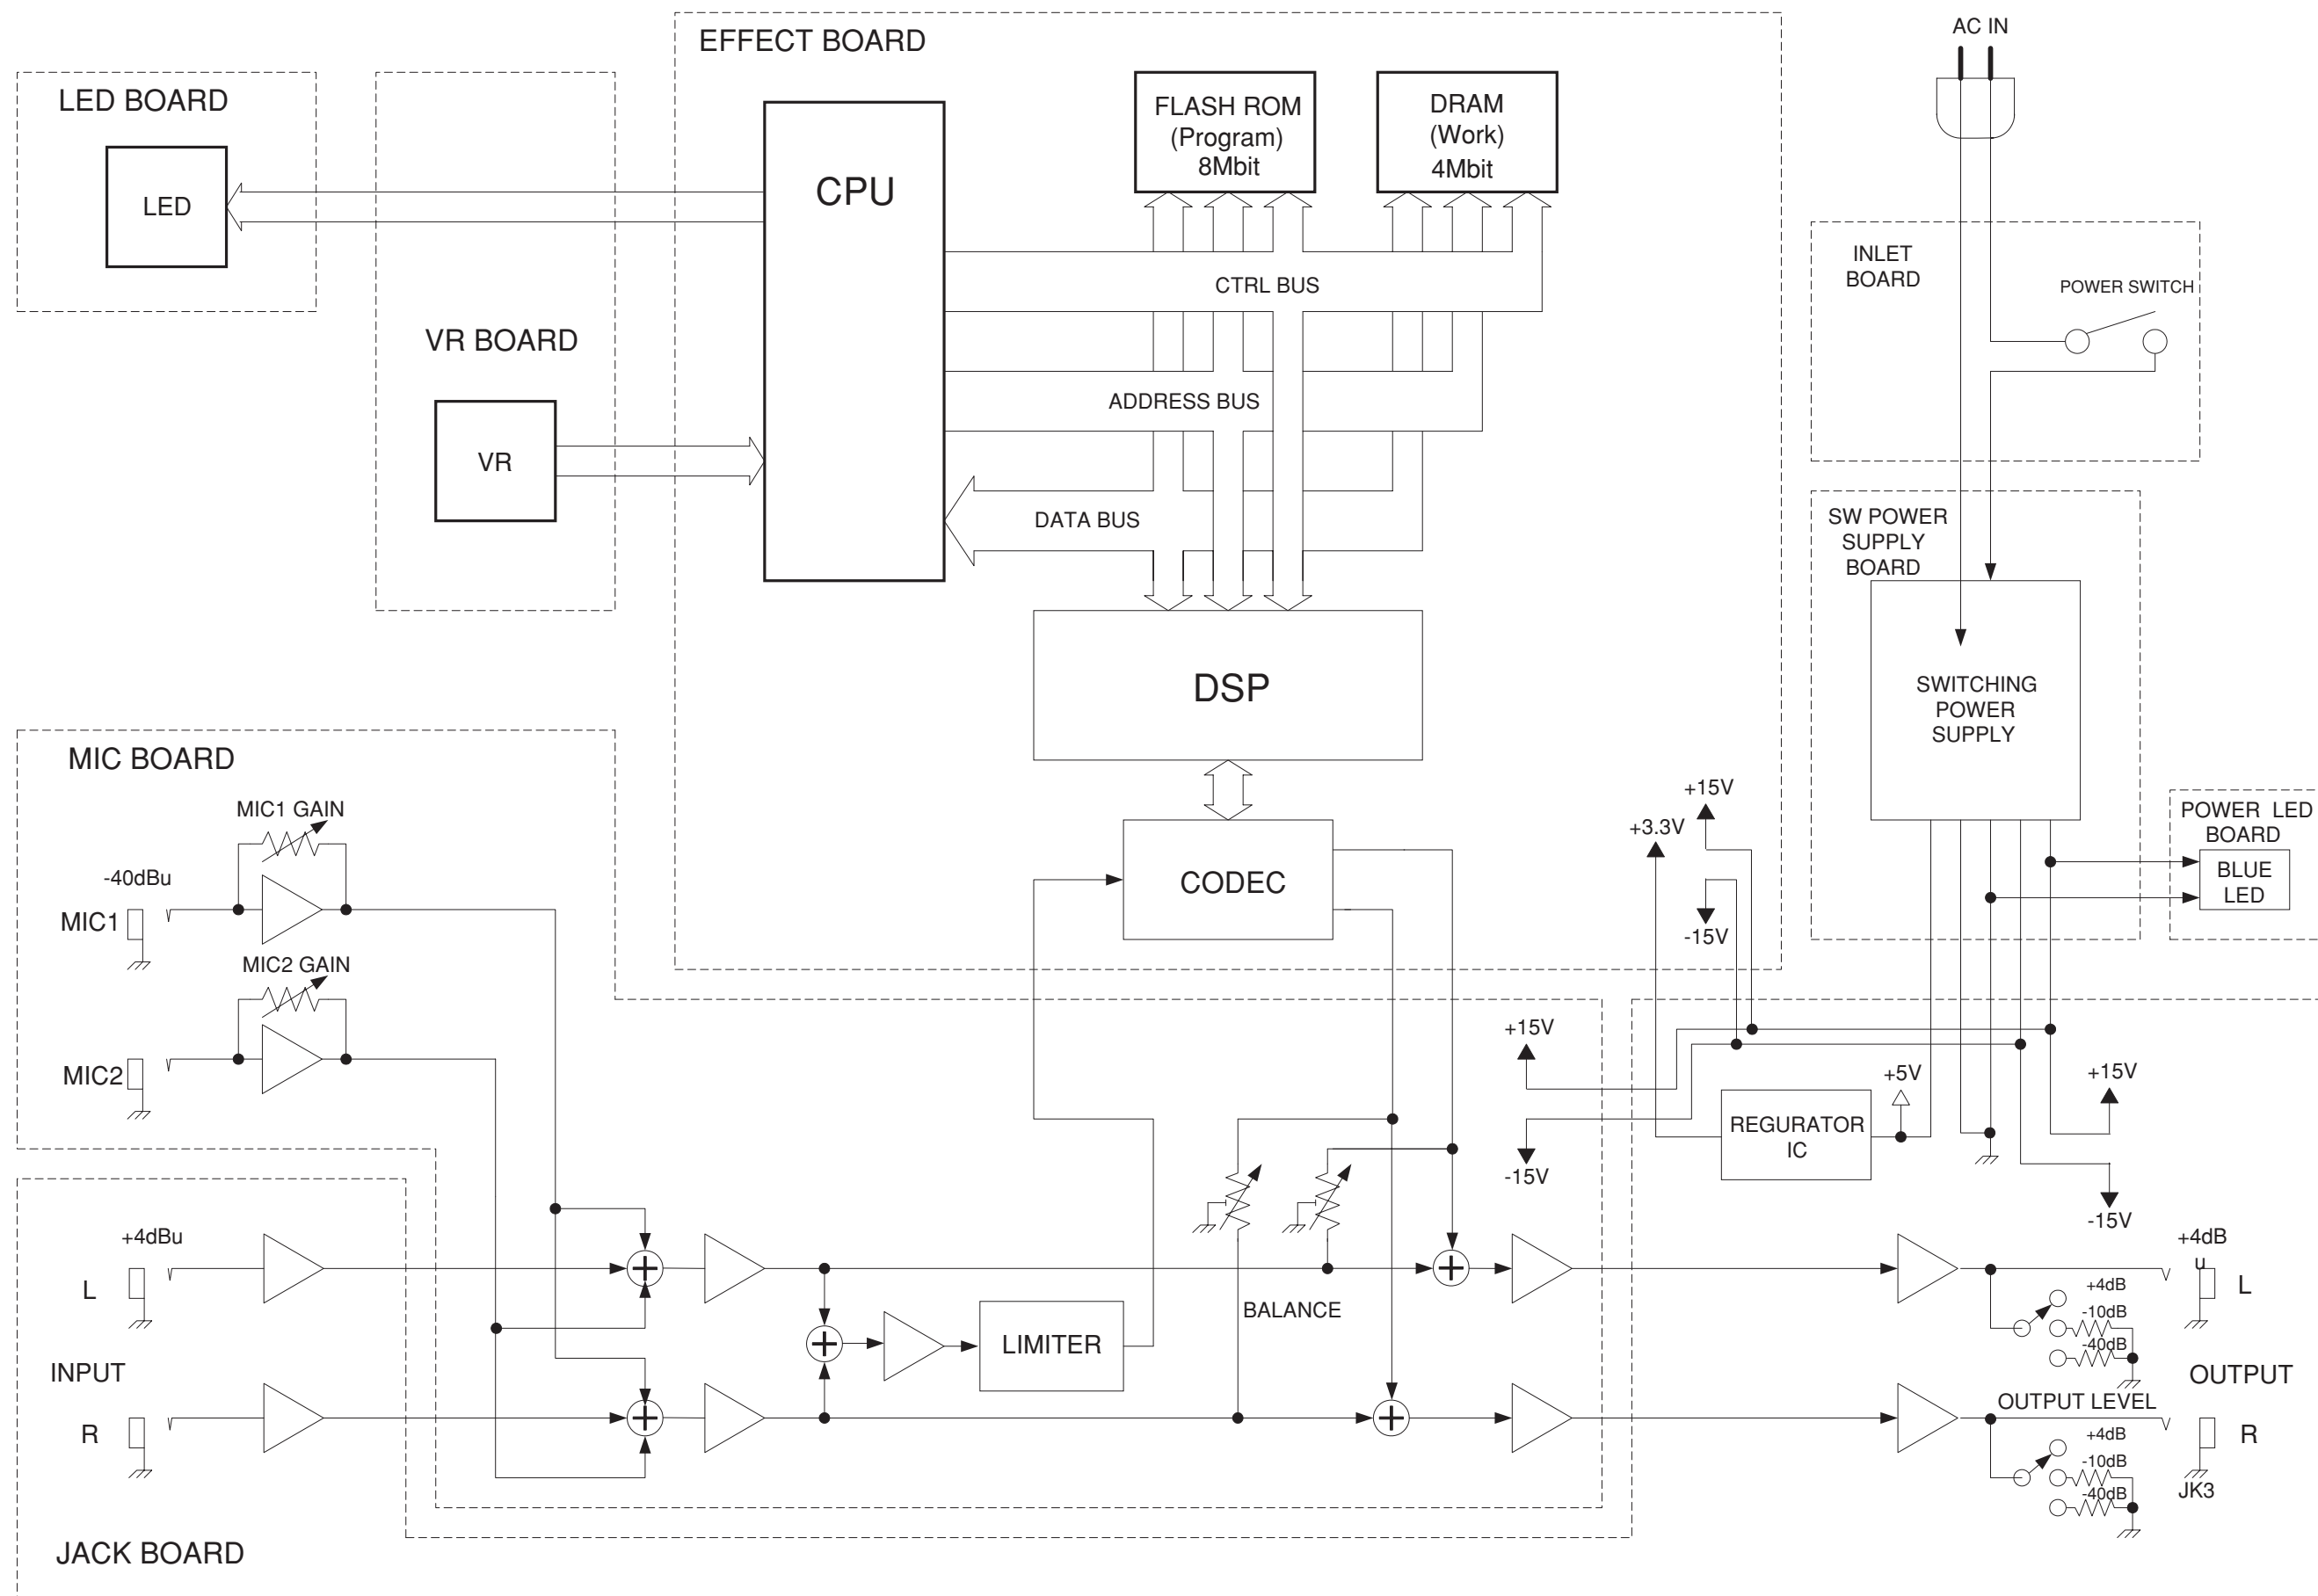 EFFECT BOARD
AC IN
LED BOARD
LED
FLASH ROM
(Program)
8Mbit
DRAM
(Work)
4Mbit
CPU
INLET
BOARD
POWER SWITCH
CTRL BUS
VR BOARD
VR
ADDRESS BUS
DATA BUS
SW POWER
SUPPLY
BOARD
DSP
SWITCHING
POWER
SUPPLY
MIC BOARD
MIC1 GAIN
-40dBu
MIC1
MIC2 GAIN
MIC2
CODEC
+15V
+3.3V
-15V
POWER LED
BOARD
BLUE
LED
+15V
-15V
REGURATOR
IC
+5V
+15V
-15V
+4dBu
L
INPUT
R
LIMITER
BALANCE
+4dB
u
L
+4dB
-10dB
-40dB
OUTPUT
OUTPUT LEVEL
+4dB
-10dB
-40dB
R
JK3
JACK BOARD